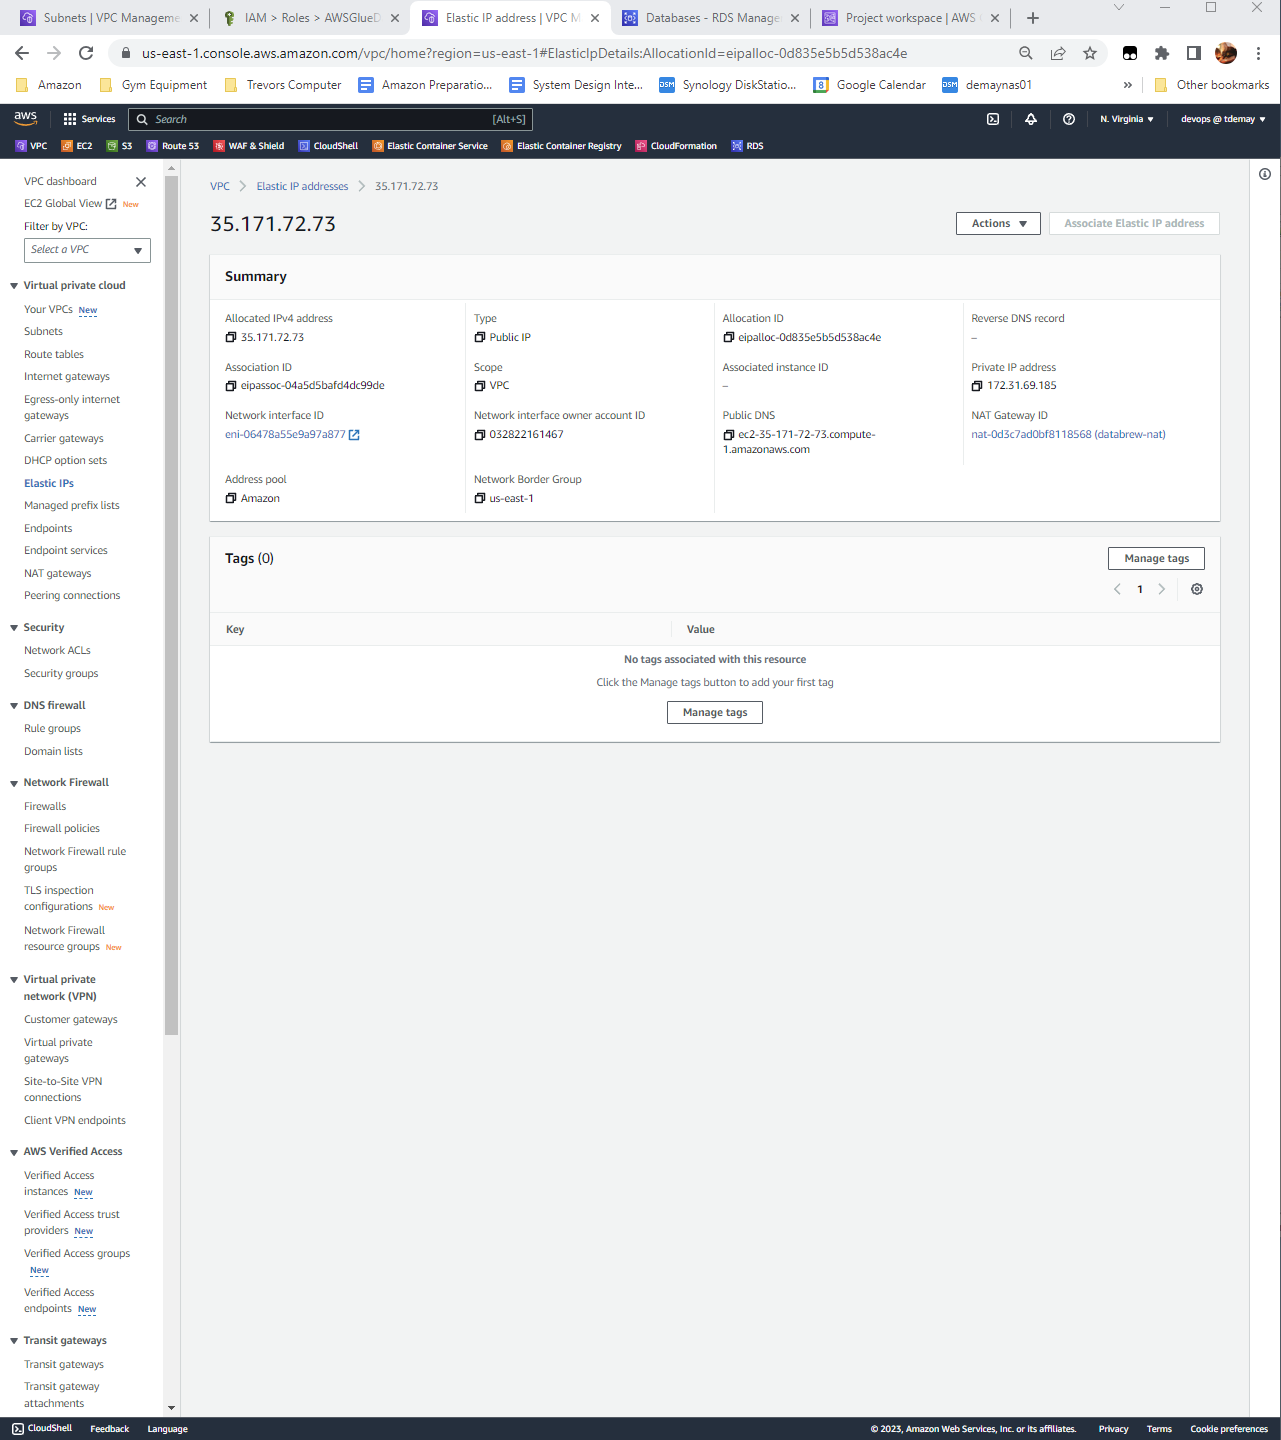 Subnets | VPC Manageme
IAM > Roles > AWSGlueD
Elastic IP address | VPC M
Databases - RDS Manage
Project workspace | AWS
us-east-1.console.aws.amazon.com/vpc/home?region=us-east-1#ElasticIpDetails:AllocationId=eipalloc-0d835e5b5d538ac4e
Amazon
Gym Equipment
Trevors Computer
Amazon Preparatio...
System Design Inte...
DSM Synology DiskStatio...
8 Google Calendar
DSM demaynas01
»
Other bookmarks
aws
Services
Search
[Alt+S]
N. Virginia
devops @ tdemay
VPC
EC2
S3
Route 53
WAF & Shield
CloudShell
Elastic Container Service
Elastic Container Registry
CloudFormation
RDS
VPC dashboard
EC2 Global View New
Filter by VPC:
Select a VPC
Virtual private cloud
Your VPCs New
Subnets
Route tables
Internet gateways
Egress-only internet
gateways
Carrier gateways
DHCP option sets
Elastic IPs
Managed prefix lists
Endpoints
Endpoint services
NAT gateways
Peering connections
Security
Network ACLs
Security groups
DNS firewall
Rule groups
Domain lists
Network Firewall
Firewalls
Firewall policies
Network Firewall rule
groups
TLS inspection
configurations New
Network Firewall
resource groups New
Virtual private
network (VPN)
Customer gateways
Virtual private
gateways
Site-to-Site VPN
connections
Client VPN endpoints
AWS Verified Access
Verified Access
instances New
Verified Access trust
providers New
Verified Access groups
New
Verified Access
endpoints New
Transit gateways
Transit gateways
Transit gateway
attachments
VPC > Elastic IP addresses > 35.171.72.73
35.171.72.73
Actions
Associate Elastic IP address
Summary
Allocated IPv4 address
35.171.72.73
Type
Public IP
Allocation ID
eipalloc-0d835e5b5d538ac4e
Reverse DNS record
–
Association ID
eipassoc-04a5d5bafd4dc99de
Scope
VPC
Associated instance ID
–
Private IP address
172.31.69.185
Network interface ID
eni-06478a55e9a97a877
Network interface owner account ID
032822161467
Public DNS
ec2-35-171-72-73.compute-
1.amazonaws.com
NAT Gateway ID
nat-0d3c7ad0bf8118568 (databrew-nat)
Address pool
Amazon
Network Border Group
us-east-1
Tags (0)
Manage tags
1
Key
Value
No tags associated with this resource
Click the Manage tags button to add your first tag
Manage tags
CloudShell
Feedback
Language
© 2023, Amazon Web Services, Inc. or its affiliates.
Privacy
Terms
Cookie preferences